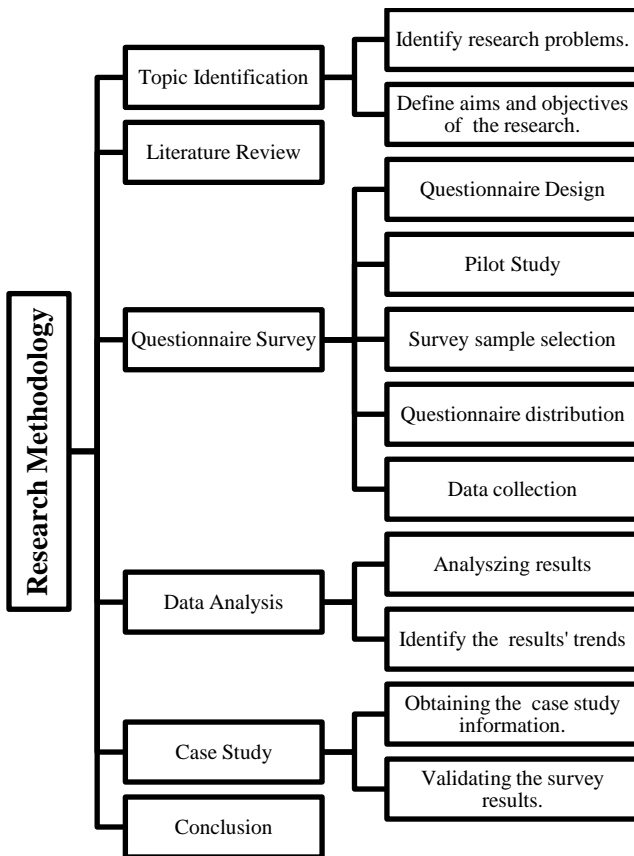 Research Methodology
Topic Identification
Identify research problems.
Define aims and objectives
of the research.
Literature Review
Questionnaire Survey
Questionnaire Design
Pilot Study
Survey sample selection
Questionnaire distribution
Data collection
Data Analysis
Analyszing results
Identify the results' trends
Case Study
Obtaining the case study
information.
Validating the survey
results.
Conclusion